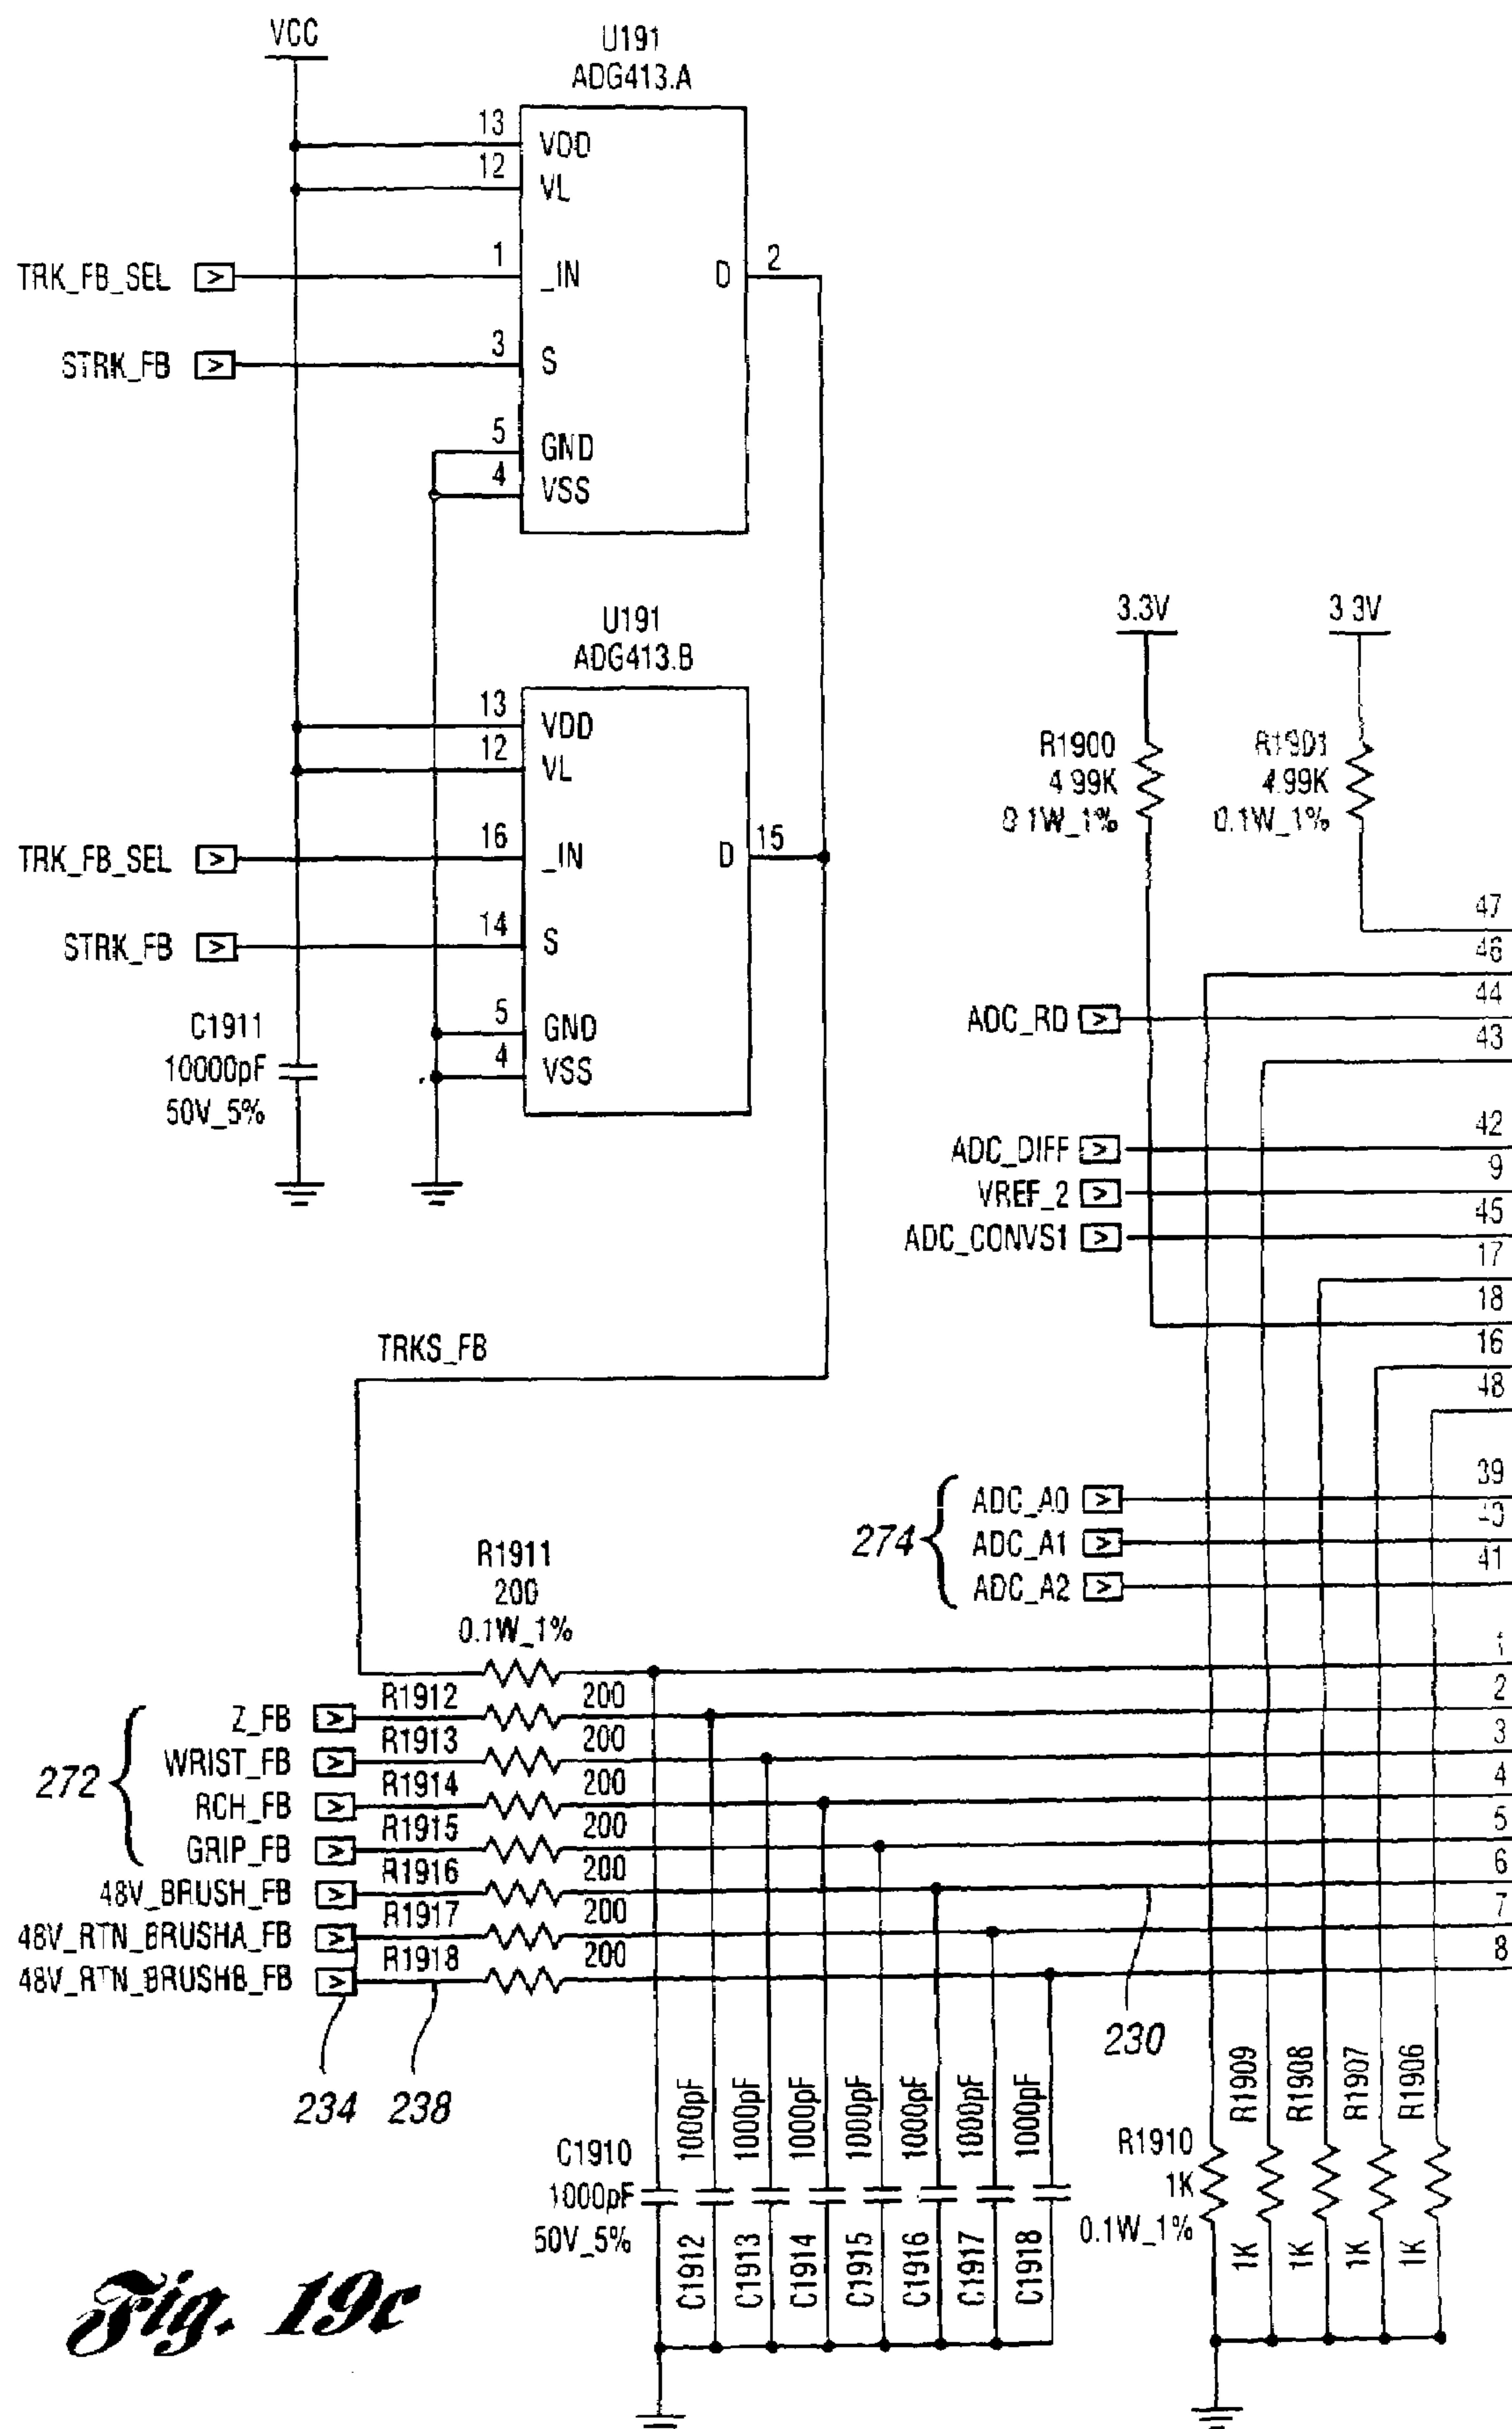 VCC
U191
ADG413.A
13
VDD
12
VL
TRK_FB_SEL
1
_IN
D
2
STRK_FB
3
S
5
GND
4
VSS
U191
ADG413.B
13
VDD
12
VL
TRK_FB_SEL
16
_IN
D
15
STRK_FB
14
S
5
GND
4
VSS
C1911
10000pF
50V_5%
3.3V
3 3V
R1900
4 99K
0 1W_1%
R1901
4.99K
0.1W_1%
47
46
ADC_RD
44
43
ADC_DIFF
42
VREF_2
9
ADC_CONVS1
45
17
18
16
48
TRKS_FB
274
ADC_A0
39
ADC_A1
ADC_A2
41
R1911
200
0.1W_1%
1
272
Z_FB
R1912
200
2
WRIST_FB
R1913
200
3
RCH_FB
R1914
200
4
GRIP_FB
R1915
200
5
48V_BRUSH_FB
R1916
200
6
48V_RTN_BRUSHA_FB
R1917
200
7
48V_RTN_BRUSHB_FB
R1918
200
8
234
238
230
C1910
1000pF
50V_5%
1000pF
1000pF
1000pF
1000pF
1000pF
1000pF
1000pF
C1912
C1913
C1914
C1915
C1916
C1917
C1918
R1910
1K
0.1W_1%
R1909
R1908
R1907
R1906
1K
1K
1K
1K
Fig. 19c